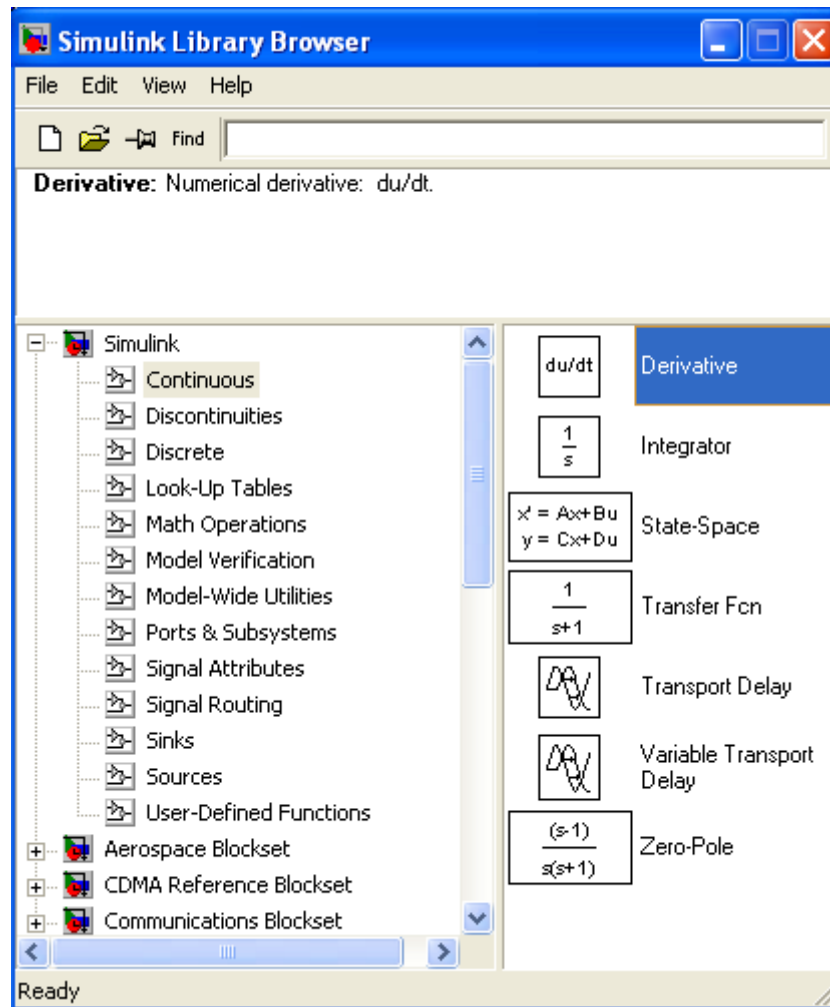 Simulink Library Browser
File Edit View Help
Find
Derivative: Numerical derivative: du/dt.
Simulink
Continuous
Discontinuities
Discrete
Look-Up Tables
Math Operations
Model Verification
Model-Wide Utilities
Ports & Subsystems
Signal Attributes
Signal Routing
Sinks
Sources
User-Defined Functions
Aerospace Blockset
CDMA Reference Blockset
Communications Blockset
du/dt Derivative
1
s
Integrator
x' = Ax+Bu
y = Cx+Du
State-Space
1
s+1
Transfer Fcn
Transport Delay
Variable Transport
Delay
(s-1)
s(s+1)
Zero-Pole
Ready